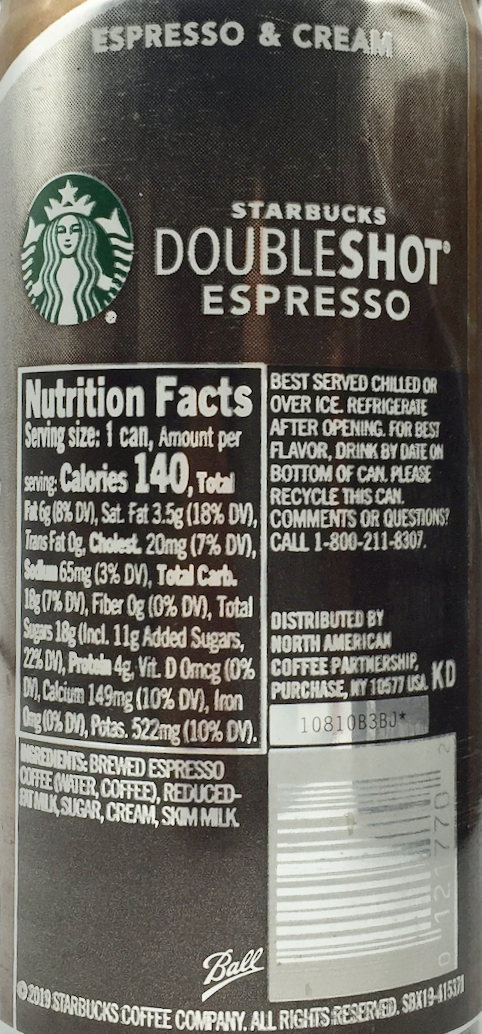 ESPRESSO & CREAM
STARBUCKS
DOUBLESHOT®
ESPRESSO
Nutrition Facts
Serving size: 1 can, Amount per
serving: Calories 140, Total
Fat 6g (8% DV), Sat. Fat 3.5g (18% DV),
Trans Fat 0g, Cholest. 20mg (7% DV),
Sodium 65mg (3% DV), Total Carb.
18g (7% DV), Fiber 0g (0% DV), Total
Sugars 18g (Incl. 11g Added Sugars,
22% DV), Protein 4g, Vit. D 0mcg (0%
DV), Calcium 149mg (10% DV), Iron
0mg (0% DV), Potas. 522mg (10% DV).
INGREDIENTS: BREWED ESPRESSO
COFFEE (WATER, COFFEE), REDUCED-
FAT MILK, SUGAR, CREAM, SKIM MILK.
BEST SERVED CHILLED OR
OVER ICE. REFRIGERATE
AFTER OPENING. FOR BEST
FLAVOR, DRINK BY DATE ON
BOTTOM OF CAN. PLEASE
RECYCLE THIS CAN.
COMMENTS OR QUESTIONS?
CALL 1-800-211-8307.
DISTRIBUTED BY
NORTH AMERICAN
COFFEE PARTNERSHIP,
PURCHASE, NY 10577 USA. KD
10810B3BJ*
0 121770 2
Ball
© 2019 STARBUCKS COFFEE COMPANY. ALL RIGHTS RESERVED. SBX19-415371